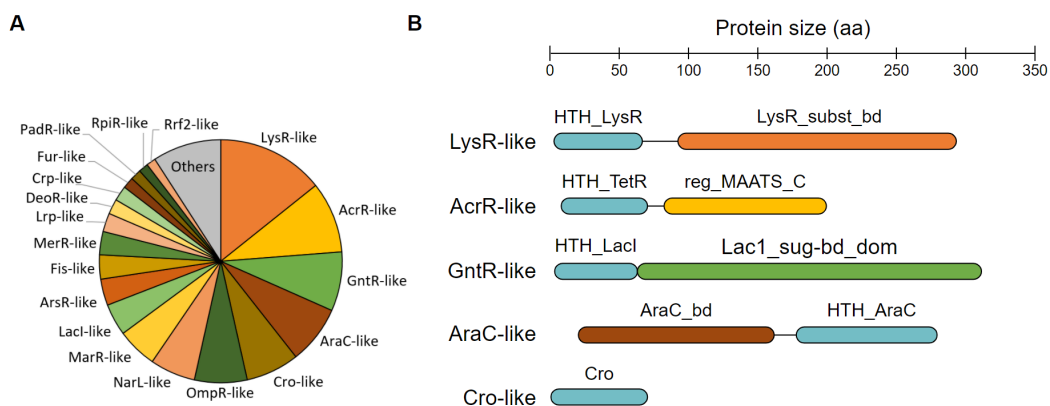 A
PadR-like
RpiR-like
Rrf2-like
Fur-like
Crp-like
DeoR-like
Lrp-like
MerR-like
Fis-like
ArsR-like
LacI-like
MarR-like
NarL-like
OmpR-like
Cro-like
AraC-like
GntR-like
AcrR-like
LysR-like
Others
B
Protein size (aa)
0 50 100 150 200 250 300 350
HTH_LysR LysR_subst_bd
LysR-like
HTH_TetR reg_MAATS_C
AcrR-like
HTH_LacI Lac1_sug-bd_dom
GntR-like
AraC_bd HTH_AraC
AraC-like
Cro
Cro-like